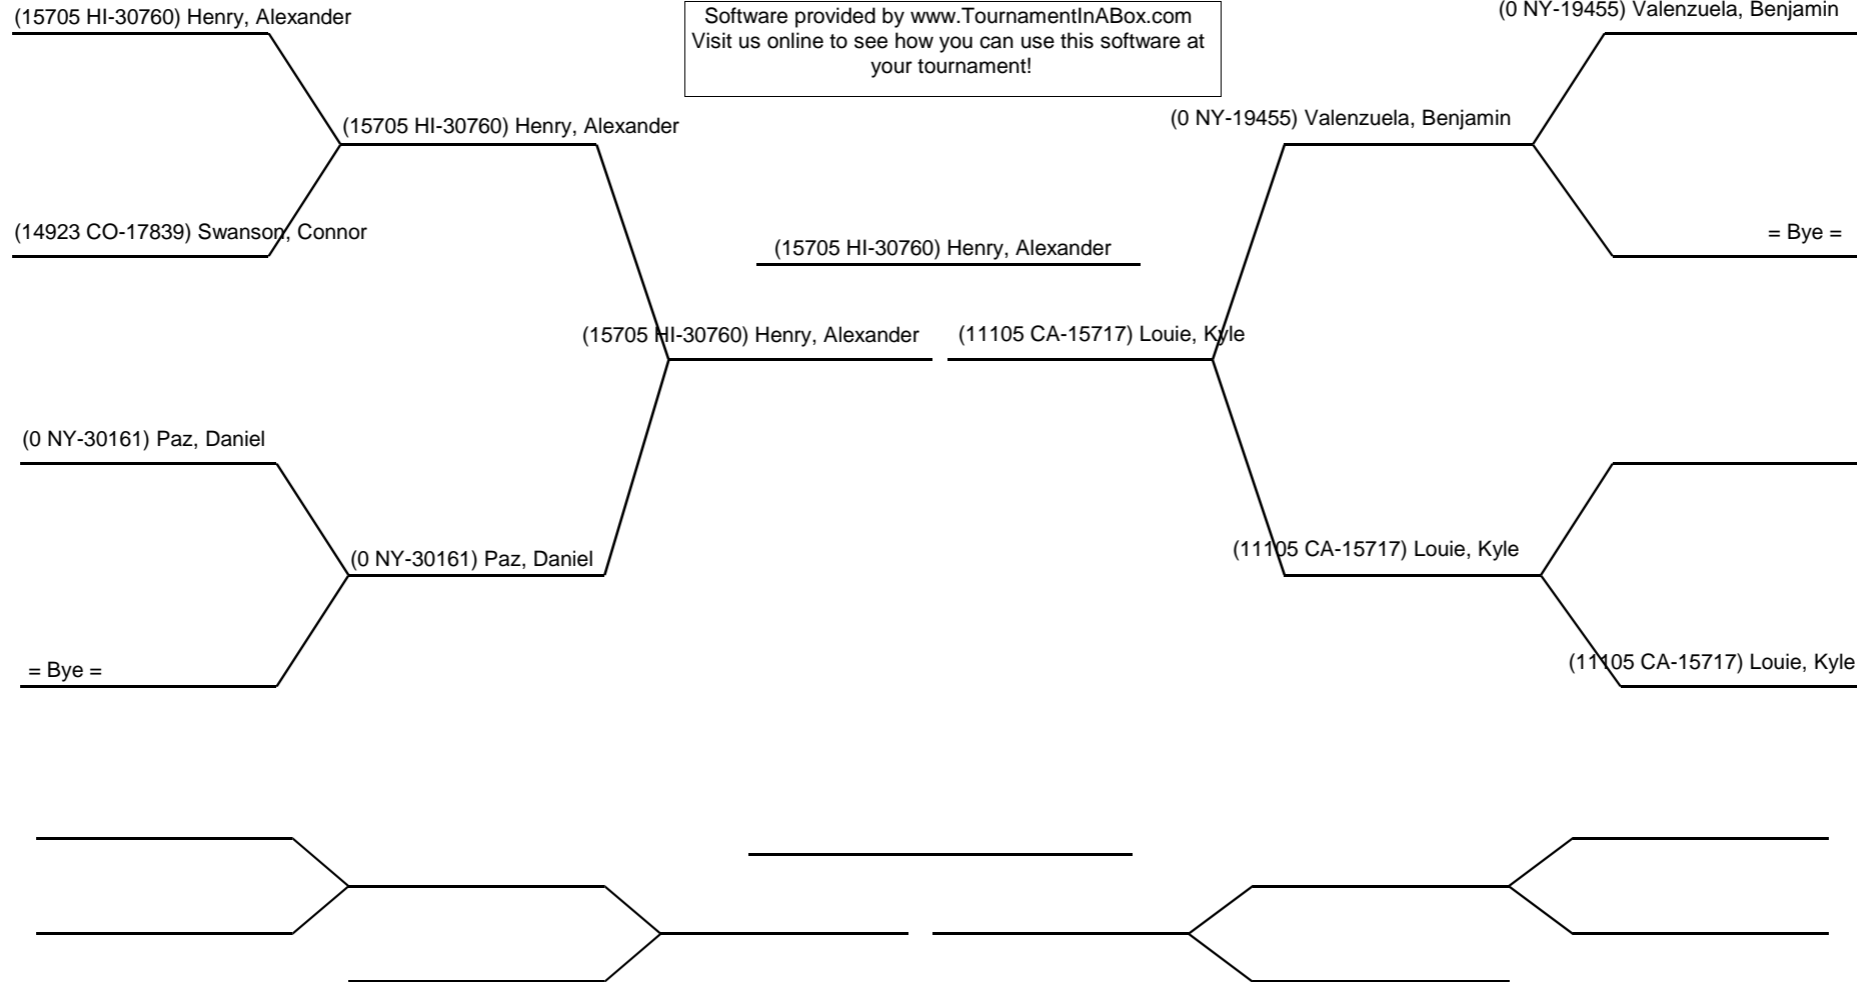 (15705 HI-30760) Henry, Alexander
Software provided by www.TournamentInABox.com
Visit us online to see how you can use this software at
your tournament!
(0 NY-19455) Valenzuela, Benjamin
(15705 HI-30760) Henry, Alexander
(0 NY-19455) Valenzuela, Benjamin
(14923 CO-17839) Swanson, Connor
(15705 HI-30760) Henry, Alexander
= Bye =
(15705 HI-30760) Henry, Alexander
(11105 CA-15717) Louie, Kyle
(0 NY-30161) Paz, Daniel
(0 NY-30161) Paz, Daniel
(11105 CA-15717) Louie, Kyle
= Bye =
(11105 CA-15717) Louie, Kyle